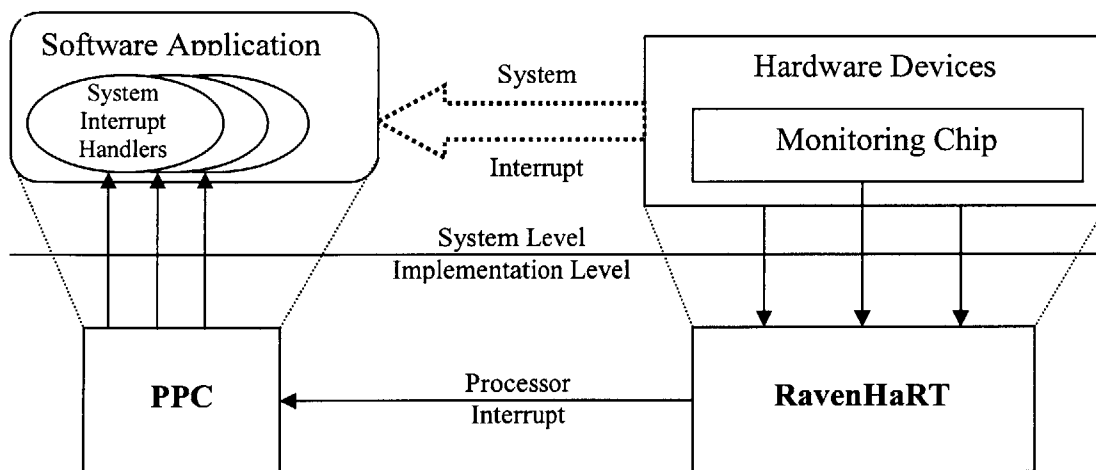 Software Application
System
Interrupt
Handlers
System
Interrupt
Hardware Devices
Monitoring Chip
System Level
Implementation Level
PPC
Processor
Interrupt
RavenHaRT